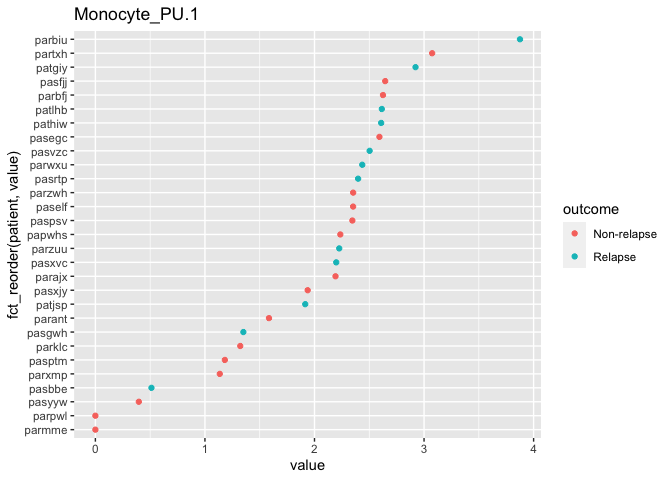 Monocyte_PU.1
fct_reorder(patient, value)
parbiu
partxh
patgiy
pasfjj
parbfj
patlhb
pathiw
pasegc
pasvzc
parwxu
pasrtp
parzwh
paself
paspsv
papwhs
parzuu
pasxvc
parajx
pasxjy
patjsp
parant
pasgwh
parklc
pasptm
parxmp
pasbbe
pasyyw
parpwl
parmme
0 1 2 3 4
value
outcome
Non-relapse
Relapse